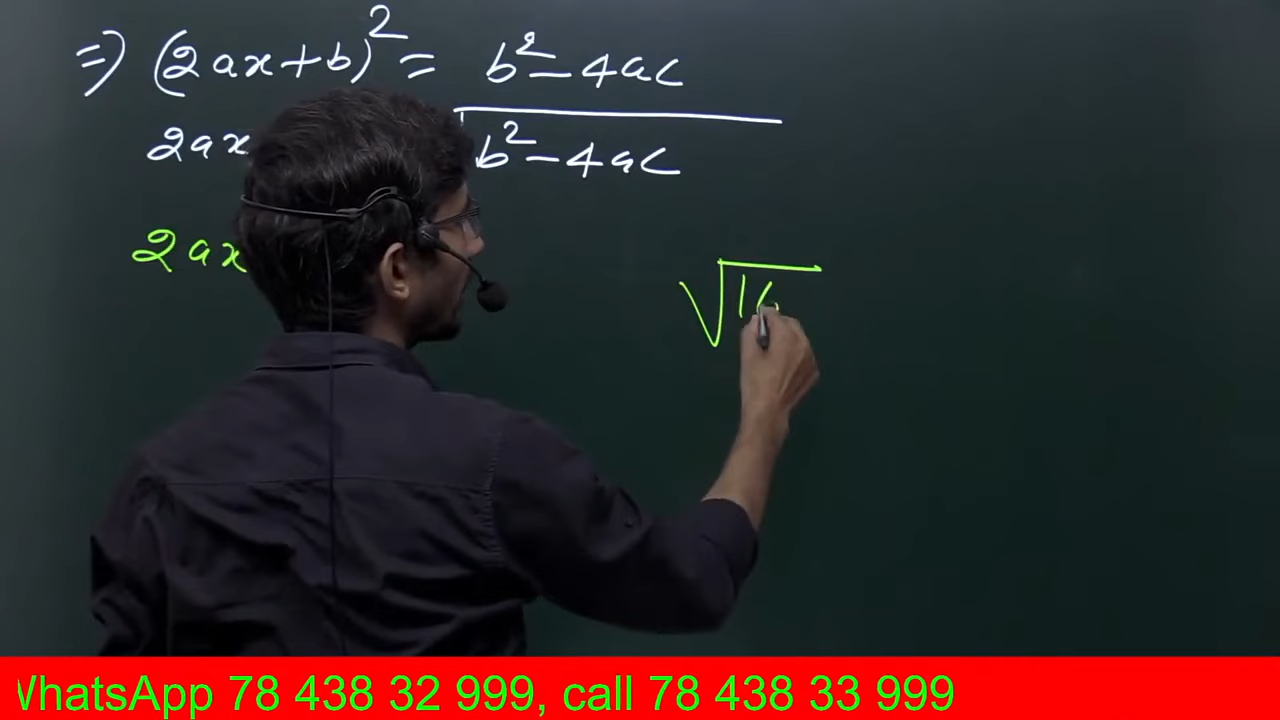 ⇒ (2ax+b)² = b² - 4ac
2ax √b² - 4ac
2ax
√16
WhatsApp 78 438 32 999, call 78 438 33 999